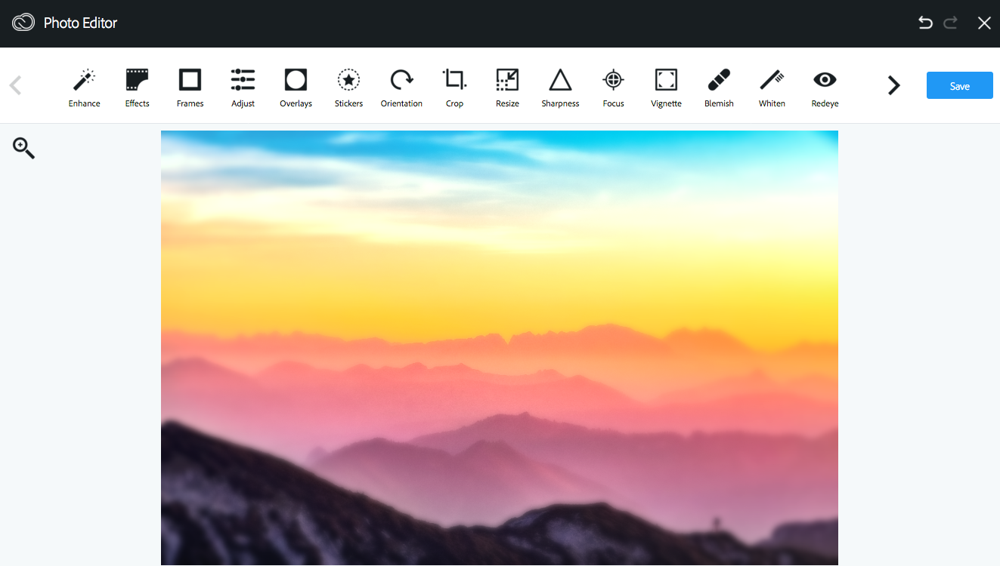 Photo Editor
Enhance
Effects
Frames
Adjust
Overlays
Stickers
Orientation
Crop
Resize
Sharpness
Focus
Vignette
Blemish
Whiten
Redeye
Save